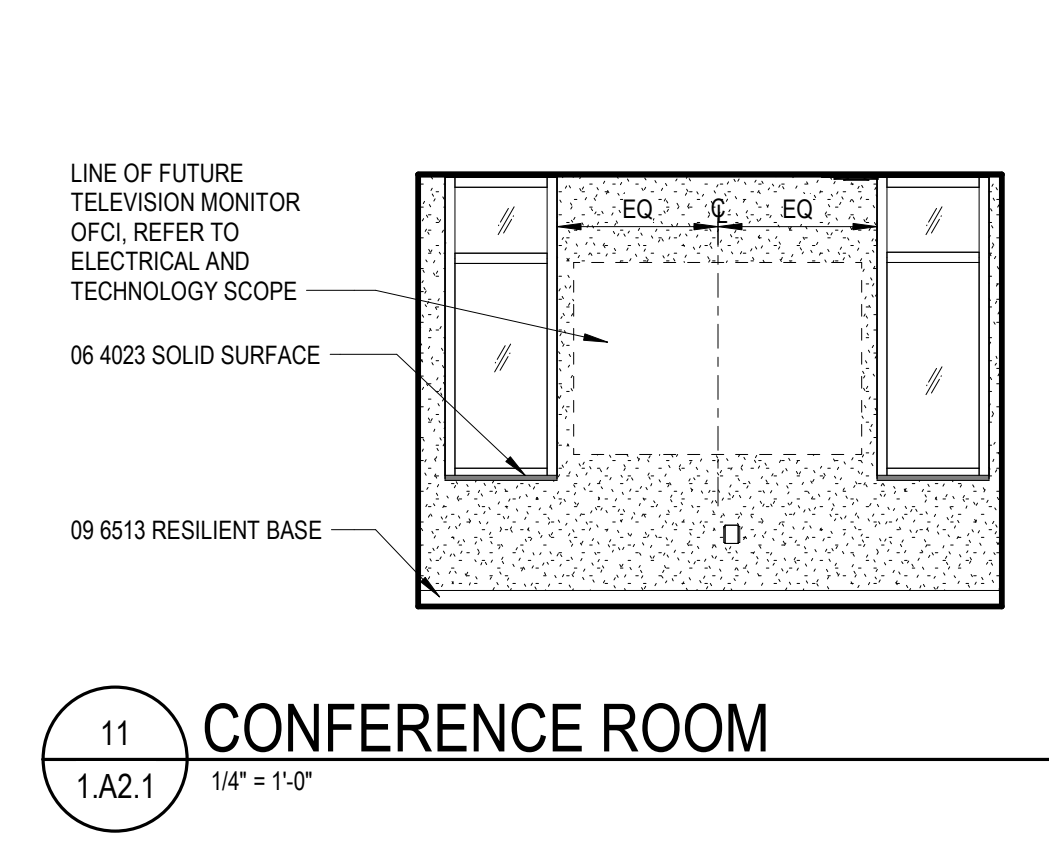 LINE OF FUTURE
TELEVISION MONITOR
OFCI, REFER TO
ELECTRICAL AND
TECHNOLOGY SCOPE
EQ ℄ EQ
06 4023 SOLID SURFACE
09 6513 RESILIENT BASE
11
CONFERENCE ROOM
1.A2.1
1/4" = 1'-0"